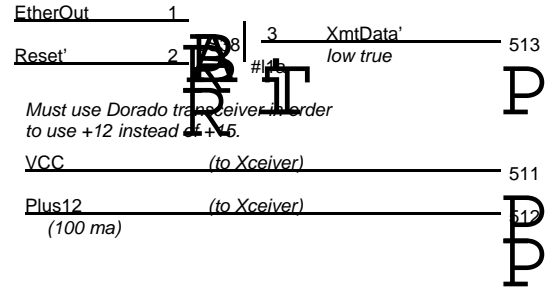 EtherOut 1
3 XmtData' 513
Reset' 2 low true
#l1a
P
Must use Dorado transceiver in order
to use +12 instead of +15.
VCC (to Xceiver) 511
P
Plus12 (to Xceiver) 512
(100 ma)
P